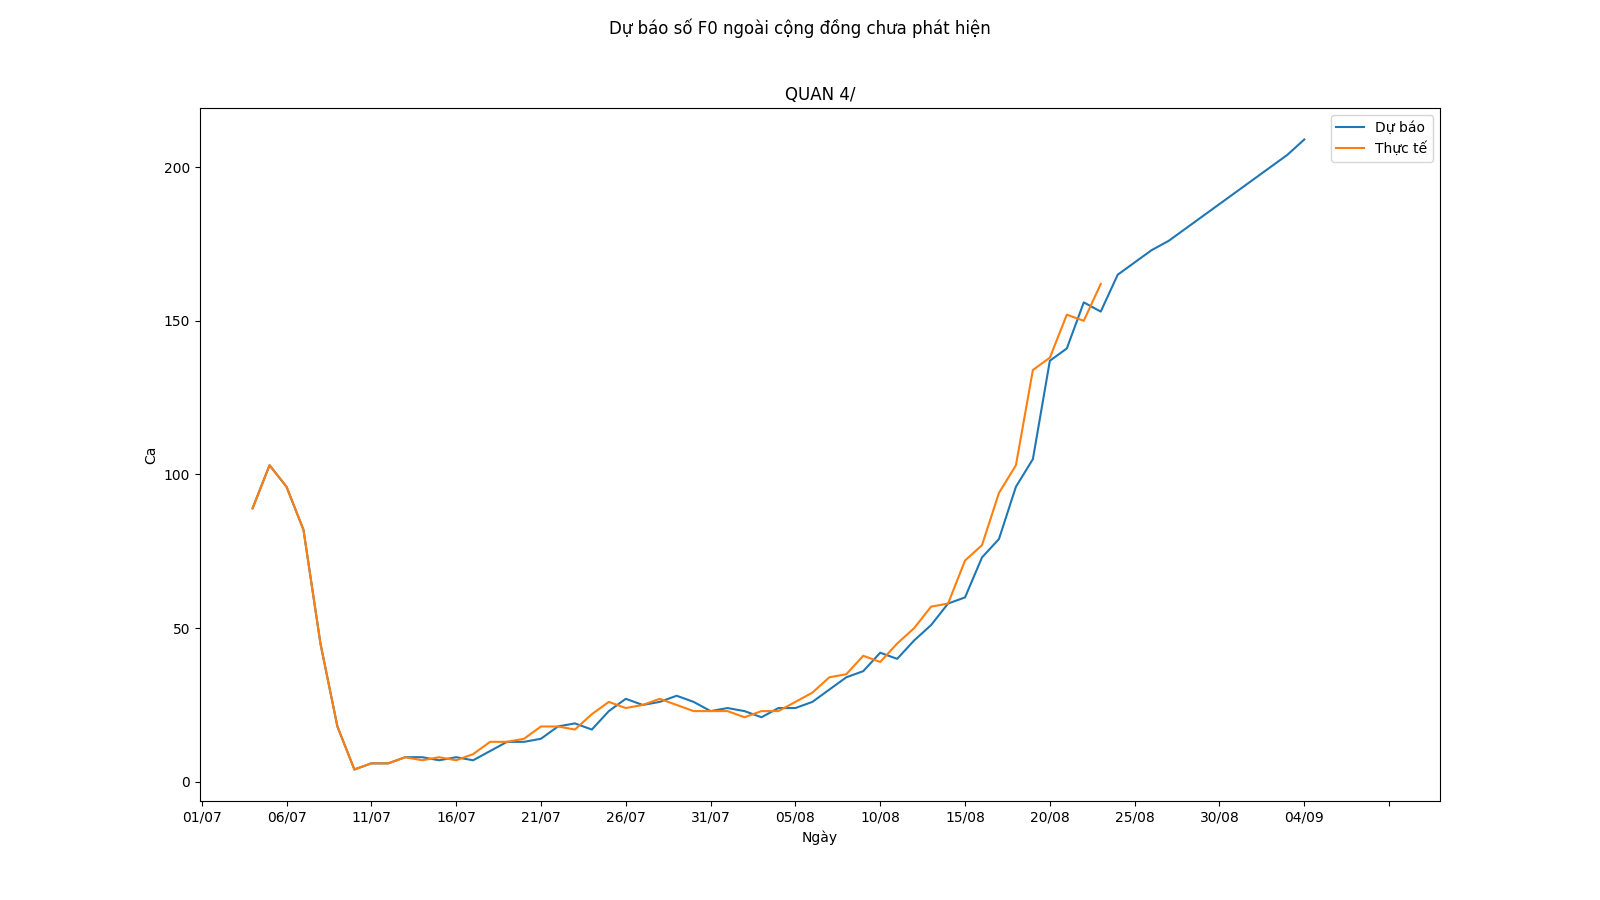 Dự báo số F0 ngoài cộng đồng chưa phát hiện
QUAN 4/
Dự báo
Thực tế
200
150
100
50
0
Ca
01/07 06/07 11/07 16/07 21/07 26/07 31/07 05/08 10/08 15/08 20/08 25/08 30/08 04/09
Ngày